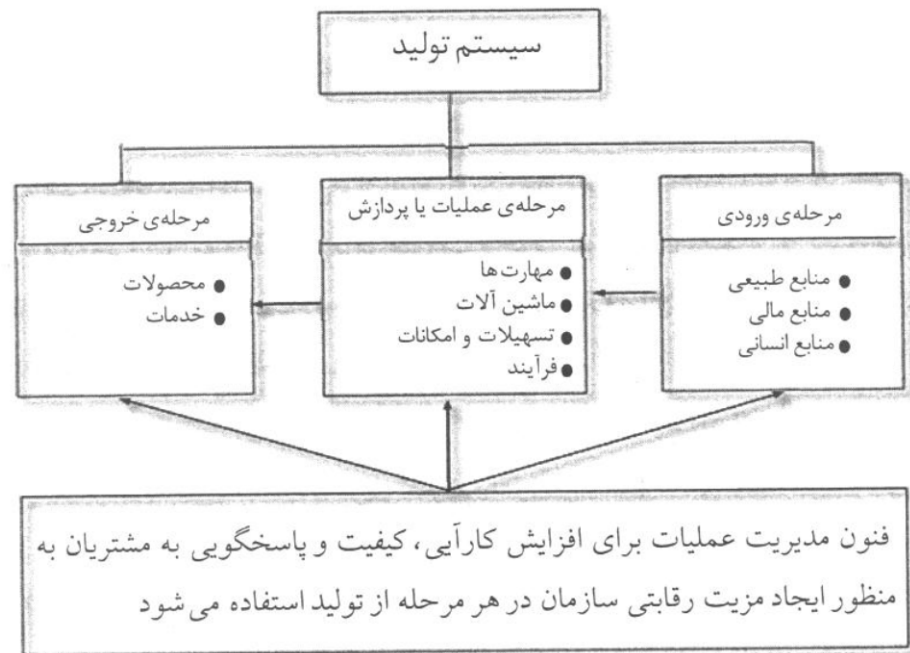 سیستم تولید
مرحله‌ی ورودی
منابع طبیعی
منابع مالی
منابع انسانی
مرحله‌ی عملیات یا پردازش
مهارت‌ها
ماشین آلات
تسهیلات و امکانات
فرآیند
مرحله‌ی خروجی
محصولات
خدمات
فنون مدیریت عملیات برای افزایش کارآیی، کیفیت و پاسخگویی به مشتریان به
منظور ایجاد مزیت رقابتی سازمان در هر مرحله از تولید استفاده می‌شود